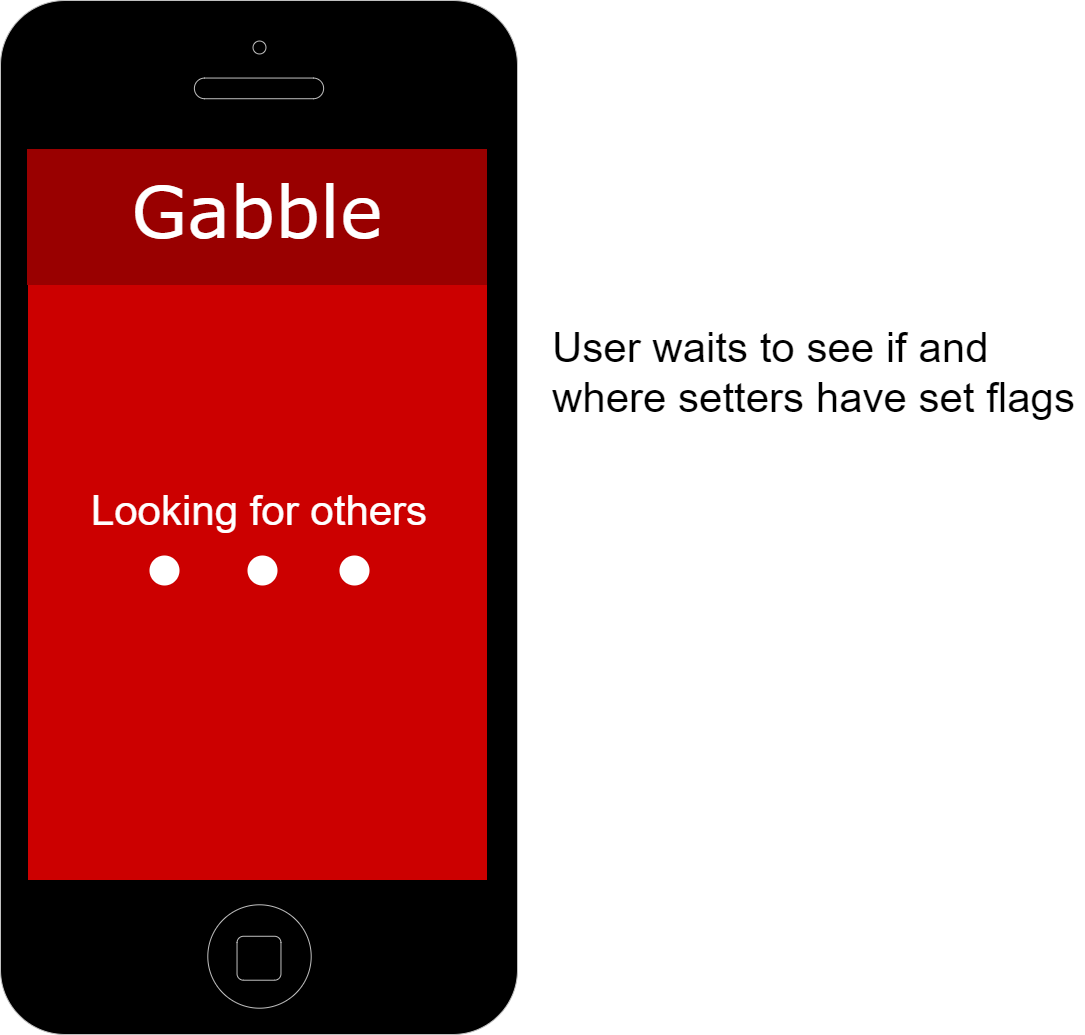 Gabble
User waits to see if and
where setters have set flags
Looking for others